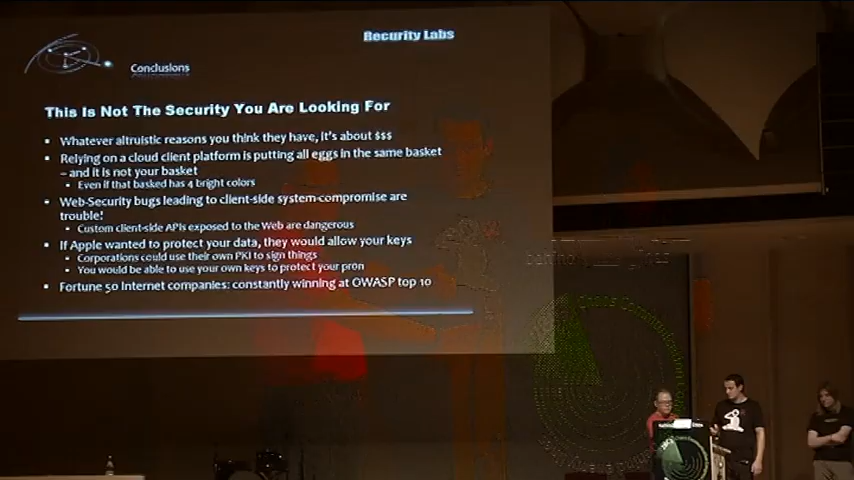 Recurity Labs
Conclusions
This Is Not The Security You Are Looking For
Whatever altruistic reasons you think they have, it's about $$$
Relying on a cloud client platform is putting all eggs in the same basket
– and it is not your basket
Even if that basked has 4 bright colors
Web-Security bugs leading to client-side system-compromise are
trouble!
Custom client-side APIs exposed to the Web are dangerous
If Apple wanted to protect your data, they would allow your keys
Corporations could use their own PKI to sign things
You would be able to use your own keys to protect your pron
Fortune 50 Internet companies: constantly winning at OWASP top 10